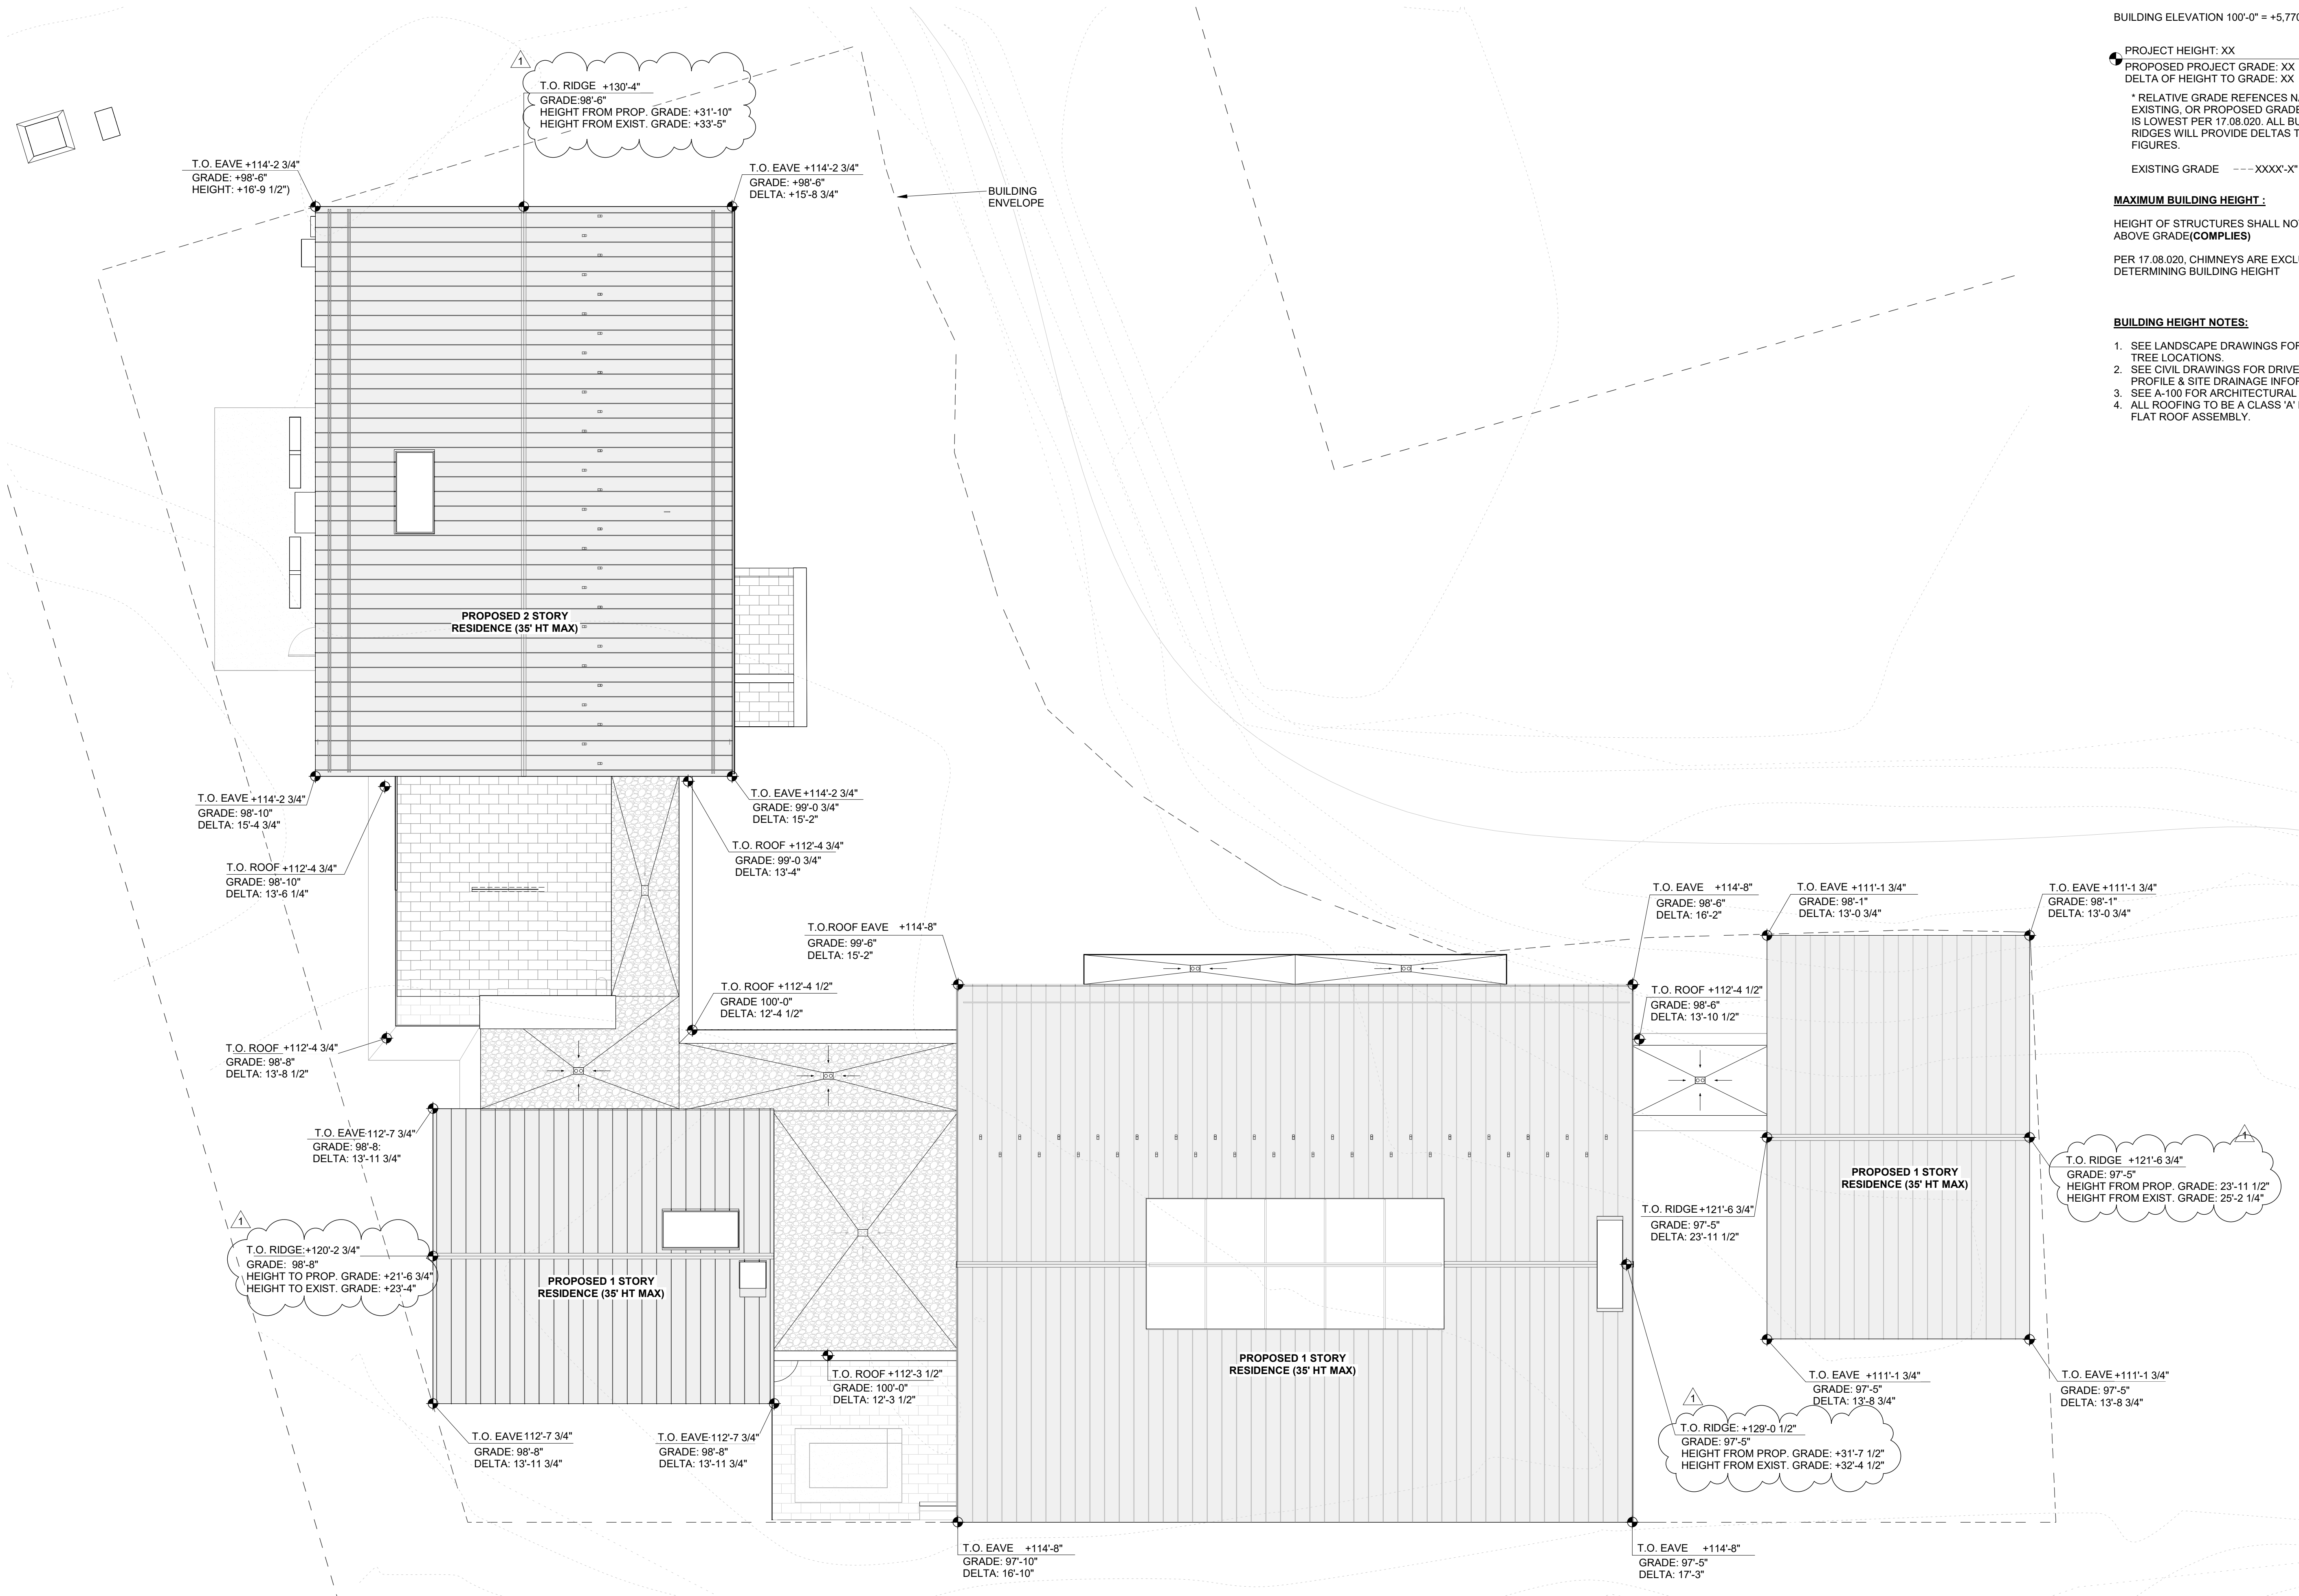 BUILDING ELEVATION 100'-0" = +5,770
PROJECT HEIGHT: XX
PROPOSED PROJECT GRADE: XX
DELTA OF HEIGHT TO GRADE: XX
* RELATIVE GRADE REFENCES
EXISTING, OR PROPOSED
IS LOWEST PER 17.08.020. ALL
RIDGES WILL PROVIDE DELTAS
FIGURES.
EXISTING GRADE ---XXXX'-X"
MAXIMUM BUILDING HEIGHT :
HEIGHT OF STRUCTURES SHALL
ABOVE GRADE(COMPLIES)
PER 17.08.020, CHIMNEYS ARE
DETERMINING BUILDING HEIGHT
BUILDING HEIGHT NOTES:
1. SEE LANDSCAPE DRAWINGS FOR
TREE LOCATIONS.
2. SEE CIVIL DRAWINGS FOR
PROFILE & SITE DRAINAGE
3. SEE A-100 FOR ARCHITECTURAL
4. ALL ROOFING TO BE A CLASS 'A'
FLAT ROOF ASSEMBLY.
1
T.O. RIDGE +130'-4"
GRADE:98'-6"
HEIGHT FROM PROP. GRADE: +31'-10"
HEIGHT FROM EXIST. GRADE: +33'-5"
T.O. EAVE +114'-2 3/4"
GRADE: +98'-6"
HEIGHT: +16'-9 1/2")
T.O. EAVE +114'-2 3/4"
GRADE: +98'-6"
DELTA: +15'-8 3/4"
BUILDING
ENVELOPE
PROPOSED 2 STORY
RESIDENCE (35' HT MAX)
T.O. EAVE +114'-2 3/4"
GRADE: 98'-10"
DELTA: 15'-4 3/4"
T.O. EAVE +114'-2 3/4"
GRADE: 99'-0 3/4"
DELTA: 15'-2"
T.O. ROOF +112'-4 3/4"
GRADE: 99'-0 3/4"
DELTA: 13'-4"
T.O. ROOF +112'-4 3/4"
GRADE: 98'-10"
DELTA: 13'-6 1/4"
T.O.ROOF EAVE +114'-8"
GRADE: 99'-6"
DELTA: 15'-2"
T.O. EAVE +114'-8"
GRADE: 98'-6"
DELTA: 16'-2"
T.O. EAVE +111'-1 3/4"
GRADE: 98'-1"
DELTA: 13'-0 3/4"
T.O. EAVE +111'-1 3/4"
GRADE: 98'-1"
DELTA: 13'-0 3/4"
T.O. ROOF +112'-4 1/2"
GRADE 100'-0"
DELTA: 12'-4 1/2"
T.O. ROOF +112'-4 1/2"
GRADE: 98'-6"
DELTA: 13'-10 1/2"
T.O. ROOF +112'-4 3/4"
GRADE: 98'-8"
DELTA: 13'-8 1/2"
T.O. EAVE 112'-7 3/4"
GRADE: 98'-8:
DELTA: 13'-11 3/4"
1
T.O. RIDGE +121'-6 3/4"
GRADE: 97'-5"
HEIGHT FROM PROP. GRADE: 23'-11 1/2"
HEIGHT FROM EXIST. GRADE: 25'-2 1/4"
PROPOSED 1 STORY
RESIDENCE (35' HT MAX)
T.O. RIDGE +121'-6 3/4"
GRADE: 97'-5"
DELTA: 23'-11 1/2"
1
T.O. RIDGE:+120'-2 3/4"
GRADE: 98'-8"
HEIGHT TO PROP. GRADE: +21'-6 3/4"
HEIGHT TO EXIST. GRADE: +23'-4"
PROPOSED 1 STORY
RESIDENCE (35' HT MAX)
PROPOSED 1 STORY
RESIDENCE (35' HT MAX)
T.O. ROOF +112'-3 1/2"
GRADE: 100'-0"
DELTA: 12'-3 1/2"
T.O. EAVE +111'-1 3/4"
GRADE: 97'-5"
DELTA: 13'-8 3/4"
T.O. EAVE +111'-1 3/4"
GRADE: 97'-5"
DELTA: 13'-8 3/4"
1
T.O. RIDGE: +129'-0 1/2"
GRADE: 97'-5"
HEIGHT FROM PROP. GRADE: +31'-7 1/2"
HEIGHT FROM EXIST. GRADE: +32'-4 1/2"
T.O. EAVE 112'-7 3/4"
GRADE: 98'-8"
DELTA: 13'-11 3/4"
T.O. EAVE 112'-7 3/4"
GRADE: 98'-8"
DELTA: 13'-11 3/4"
T.O. EAVE +114'-8"
GRADE: 97'-10"
DELTA: 16'-10"
T.O. EAVE +114'-8"
GRADE: 97'-5"
DELTA: 17'-3"